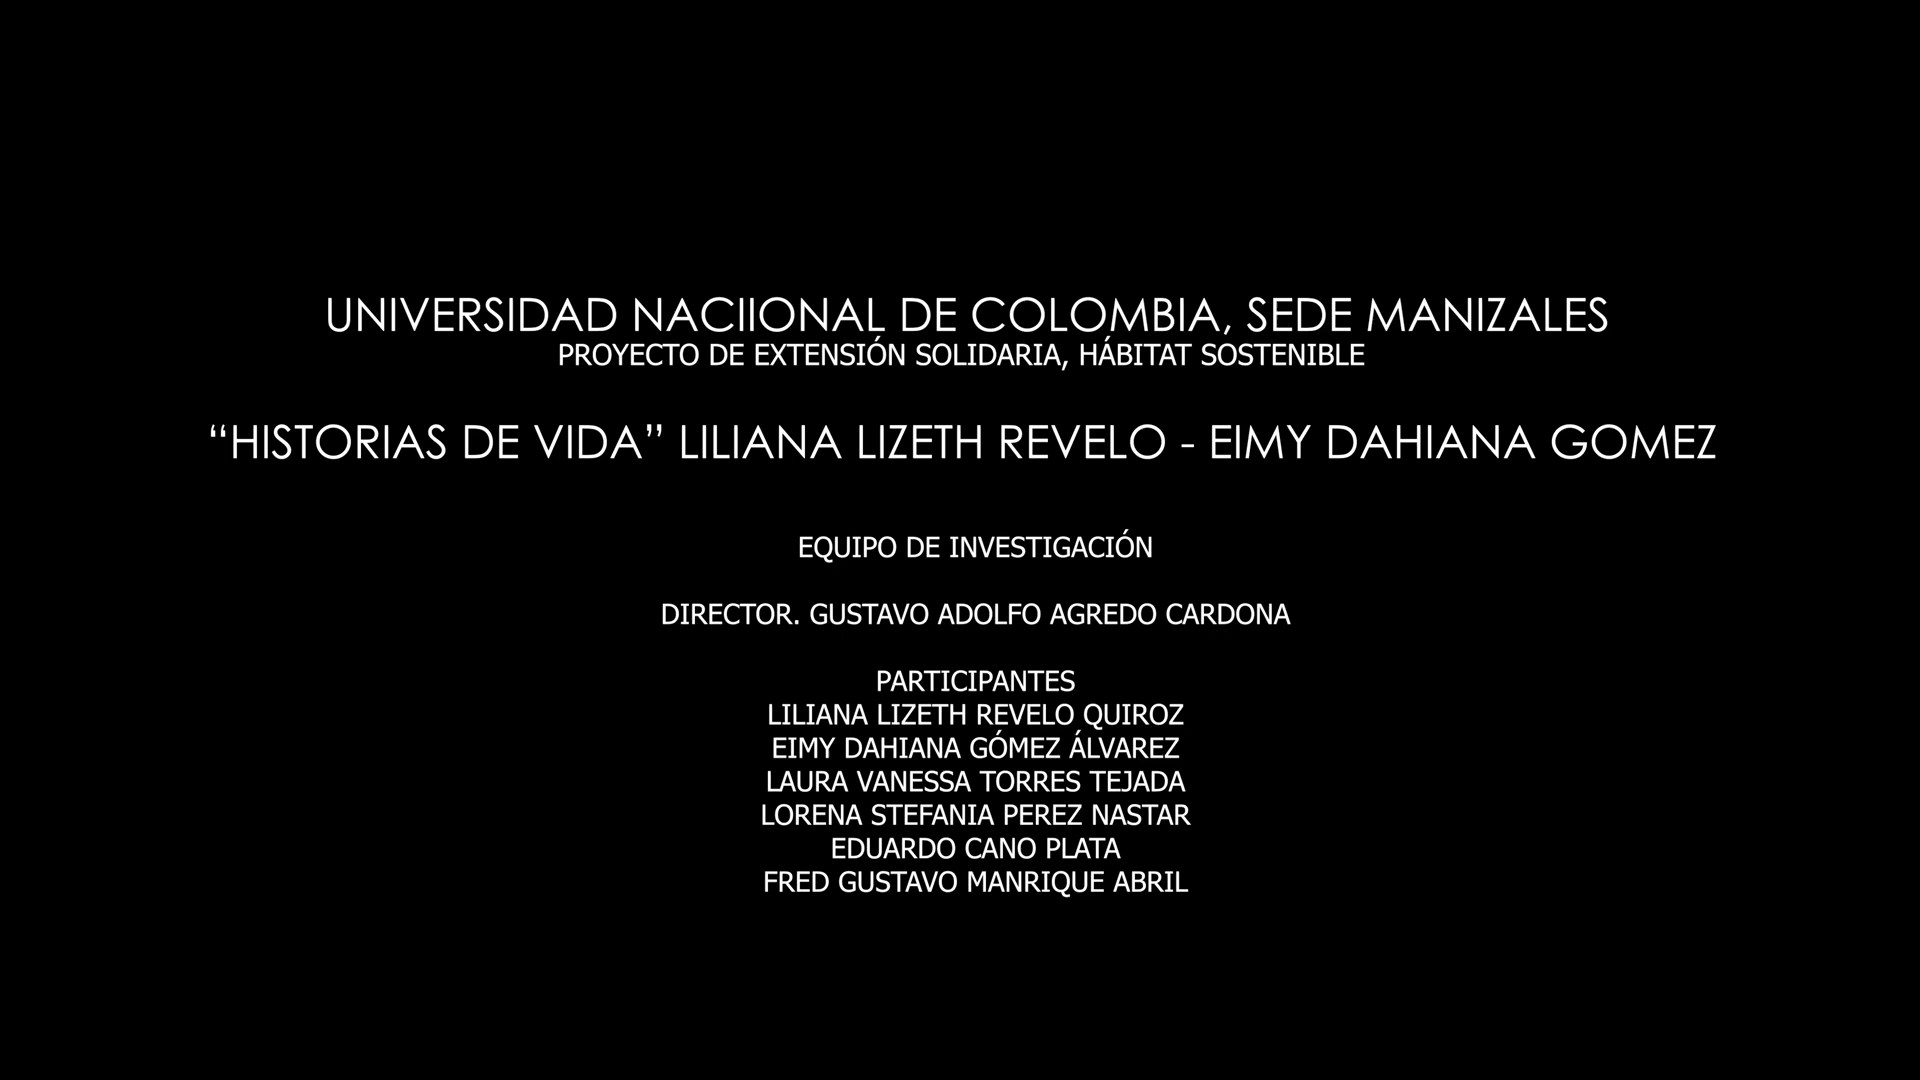 UNIVERSIDAD NACIIONAL DE COLOMBIA, SEDE MANIZALES
PROYECTO DE EXTENSIÓN SOLIDARIA, HÁBITAT SOSTENIBLE
“HISTORIAS DE VIDA” LILIANA LIZETH REVELO - EIMY DAHIANA GOMEZ
EQUIPO DE INVESTIGACIÓN
DIRECTOR. GUSTAVO ADOLFO AGREDO CARDONA
PARTICIPANTES
LILIANA LIZETH REVELO QUIROZ
EIMY DAHIANA GÓMEZ ÁLVAREZ
LAURA VANESSA TORRES TEJADA
LORENA STEFANIA PEREZ NASTAR
EDUARDO CANO PLATA
FRED GUSTAVO MANRIQUE ABRIL